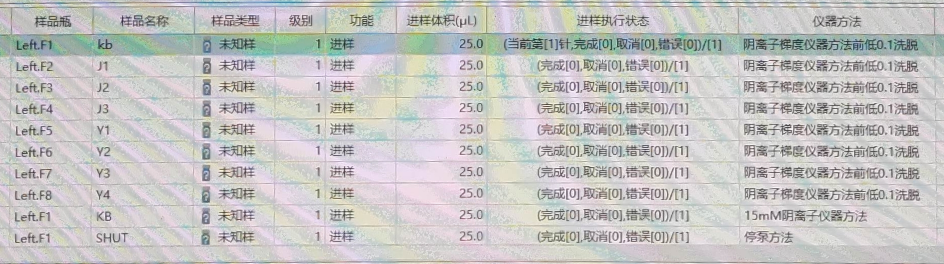 样品瓶 样品名称 样品类型 级别 功能 进样体积(μL) 进样执行状态 仪器方法
Left.F1 kb 未知样 1 进样 25.0 (当前第[1]针,完成[0],取消[0],错误[0])/[1] 阴离子梯度仪器方法前低0.1洗脱
Left.F2 J1 未知样 1 进样 25.0 (完成[0],取消[0],错误[0])/[1] 阴离子梯度仪器方法前低0.1洗脱
Left.F3 J2 未知样 1 进样 25.0 (完成[0],取消[0],错误[0])/[1] 阴离子梯度仪器方法前低0.1洗脱
Left.F4 J3 未知样 1 进样 25.0 (完成[0],取消[0],错误[0])/[1] 阴离子梯度仪器方法前低0.1洗脱
Left.F5 Y1 未知样 1 进样 25.0 (完成[0],取消[0],错误[0])/[1] 阴离子梯度仪器方法前低0.1洗脱
Left.F6 Y2 未知样 1 进样 25.0 (完成[0],取消[0],错误[0])/[1] 阴离子梯度仪器方法前低0.1洗脱
Left.F7 Y3 未知样 1 进样 25.0 (完成[0],取消[0],错误[0])/[1] 阴离子梯度仪器方法前低0.1洗脱
Left.F8 Y4 未知样 1 进样 25.0 (完成[0],取消[0],错误[0])/[1] 阴离子梯度仪器方法前低0.1洗脱
Left.F1 KB 未知样 1 进样 25.0 (完成[0],取消[0],错误[0])/[1] 15mM阴离子仪器方法
Left.F1 SHUT 未知样 1 进样 25.0 (完成[0],取消[0],错误[0])/[1] 停泵方法